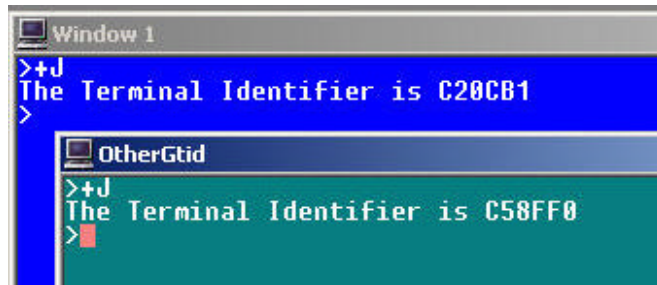 Window 1
>+J
The Terminal Identifier is C20CB1
>
OtherGtid
>+J
The Terminal Identifier is C58FF0
>